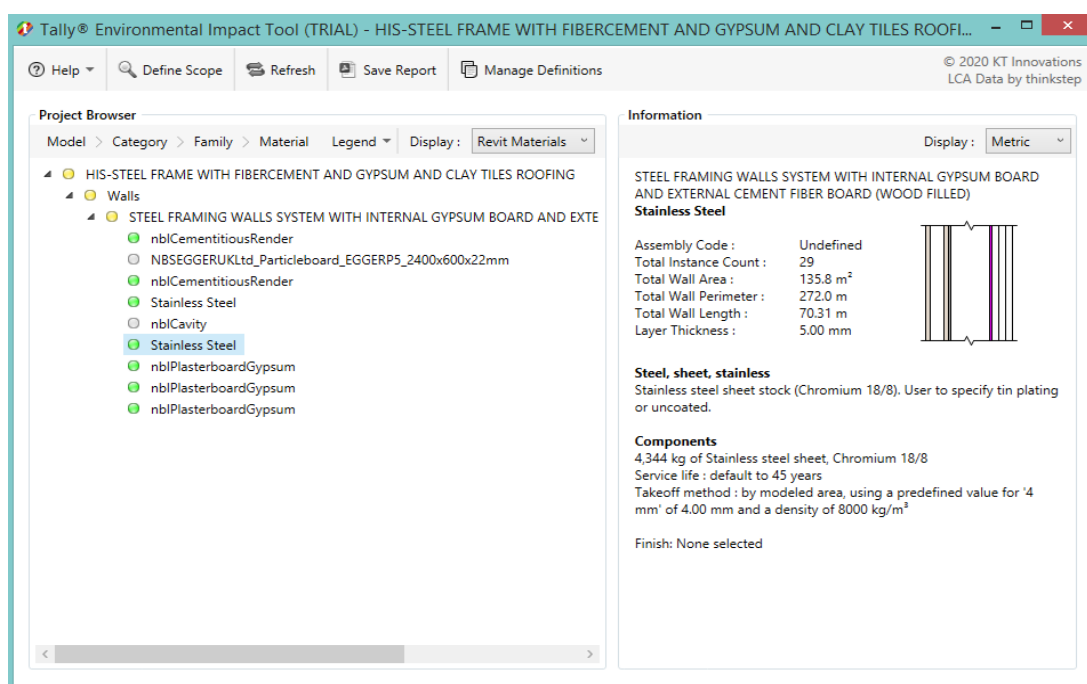 Tally® Environmental Impact Tool (TRIAL) - HIS-STEEL FRAME WITH FIBERCEMENT AND GYPSUM AND CLAY TILES ROOFI...
Help
Define Scope
Refresh
Save Report
Manage Definitions
© 2020 KT Innovations
LCA Data by thinkstep
Project Browser
Model > Category > Family > Material Legend Display : Revit Materials
HIS-STEEL FRAME WITH FIBERCEMENT AND GYPSUM AND CLAY TILES ROOFING
Walls
STEEL FRAMING WALLS SYSTEM WITH INTERNAL GYPSUM BOARD AND EXTE
nblCementitiousRender
NBSEGGERUKLtd_Particleboard_EGGERP5_2400x600x22mm
nblCementitiousRender
Stainless Steel
nblCavity
Stainless Steel
nblPlasterboardGypsum
nblPlasterboardGypsum
nblPlasterboardGypsum
Information
Display : Metric
STEEL FRAMING WALLS SYSTEM WITH INTERNAL GYPSUM BOARD
AND EXTERNAL CEMENT FIBER BOARD (WOOD FILLED)
Stainless Steel
Assembly Code : Undefined
Total Instance Count : 29
Total Wall Area : 135.8 m²
Total Wall Perimeter : 272.0 m
Total Wall Length : 70.31 m
Layer Thickness : 5.00 mm
Steel, sheet, stainless
Stainless steel sheet stock (Chromium 18/8). User to specify tin plating
or uncoated.
Components
4,344 kg of Stainless steel sheet, Chromium 18/8
Service life : default to 45 years
Takeoff method : by modeled area, using a predefined value for '4
mm' of 4.00 mm and a density of 8000 kg/m³
Finish: None selected